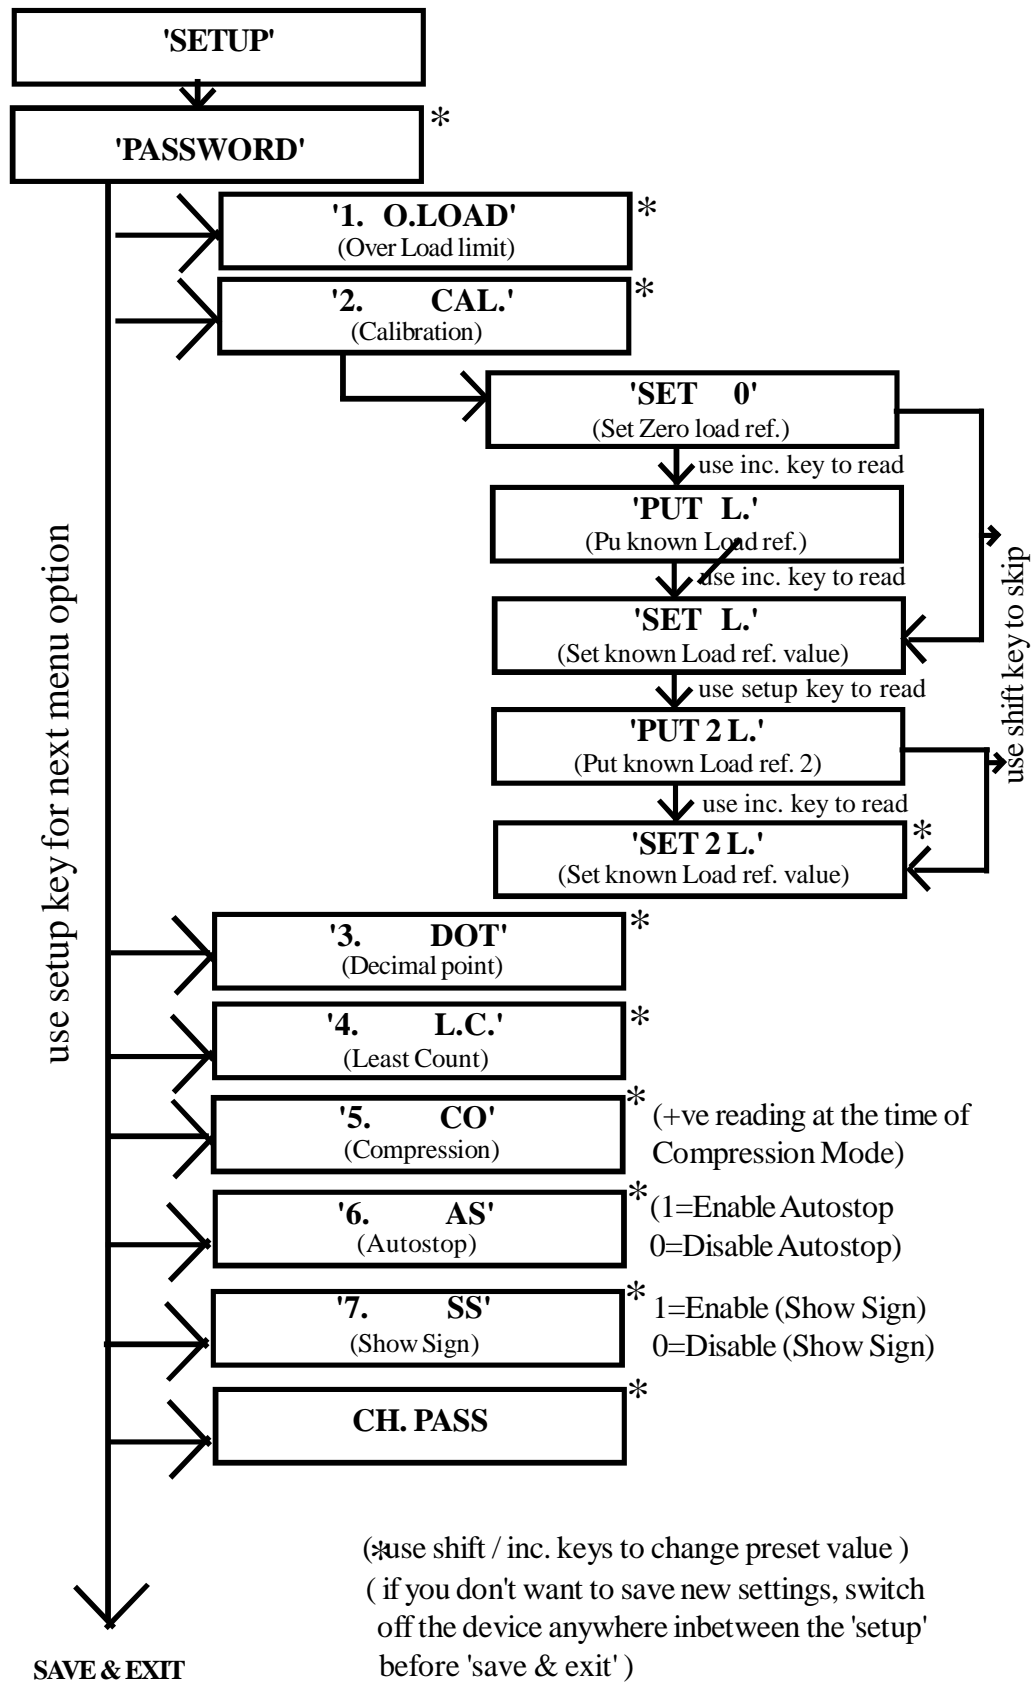 'SETUP'
'PASSWORD' *
'1. O.LOAD' *
(Over Load limit)
'2. CAL.' *
(Calibration)
'SET 0'
(Set Zero load ref.)
use inc. key to read
'PUT L.'
(Pu known Load ref.)
use inc. key to read
'SET L.'
(Set known Load ref. value)
use setup key to read
'PUT 2 L.'
(Put known Load ref. 2)
use inc. key to read
'SET 2 L.' *
(Set known Load ref. value)
use shift key to skip
use setup key for next menu option
'3. DOT' *
(Decimal point)
'4. L.C.' *
(Least Count)
'5. CO' *
(Compression)
(+ve reading at the time of
Compression Mode)
'6. AS' *
(Autostop)
(1=Enable Autostop
0=Disable Autostop)
'7. SS' *
(Show Sign)
1=Enable (Show Sign)
0=Disable (Show Sign)
CH. PASS *
(*use shift / inc. keys to change preset value )
( if you don't want to save new settings, switch
off the device anywhere inbetween the 'setup'
before 'save & exit' )
SAVE & EXIT